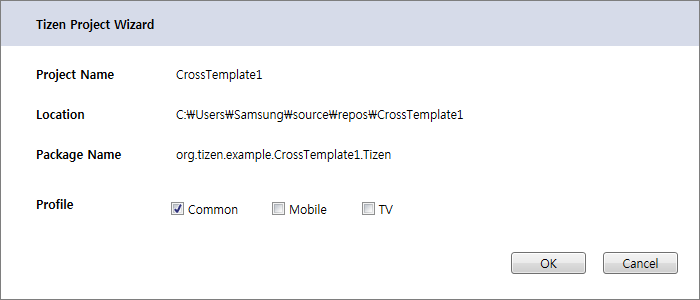 Tizen Project Wizard
Project Name CrossTemplate1
Location C:₩Users₩Samsung₩source₩repos₩CrossTemplate1
Package Name org.tizen.example.CrossTemplate1.Tizen
Profile Common Mobile TV
OK Cancel